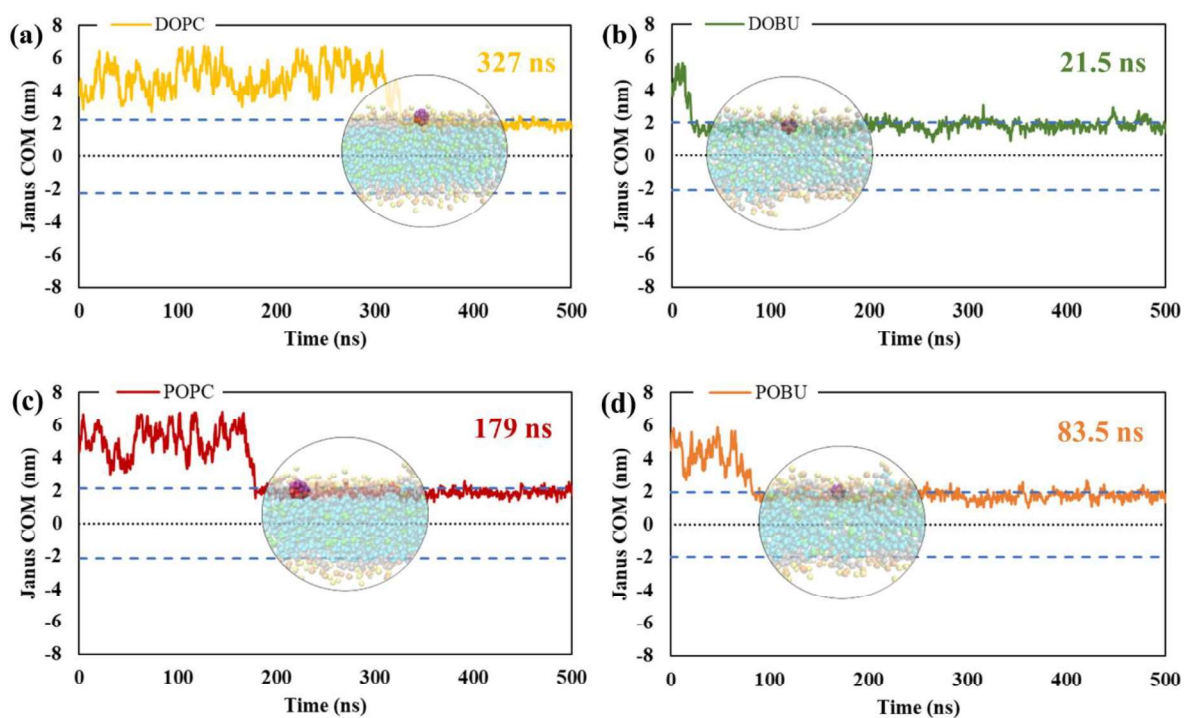 (a)
DOPC
327 ns
Janus COM (nm)
8
6
4
2
0
-2
-4
-6
-8
0 100 200 300 400 500
Time (ns)
(b)
DOBU
21.5 ns
Janus COM (nm)
8
6
4
2
0
-2
-4
-6
-8
0 100 200 300 400 500
Time (ns)
(c)
POPC
179 ns
Janus COM (nm)
8
6
4
2
0
-2
-4
-6
-8
0 100 200 300 400 500
Time (ns)
(d)
POBU
83.5 ns
Janus COM (nm)
8
6
4
2
0
-2
-4
-6
-8
0 100 200 300 400 500
Time (ns)